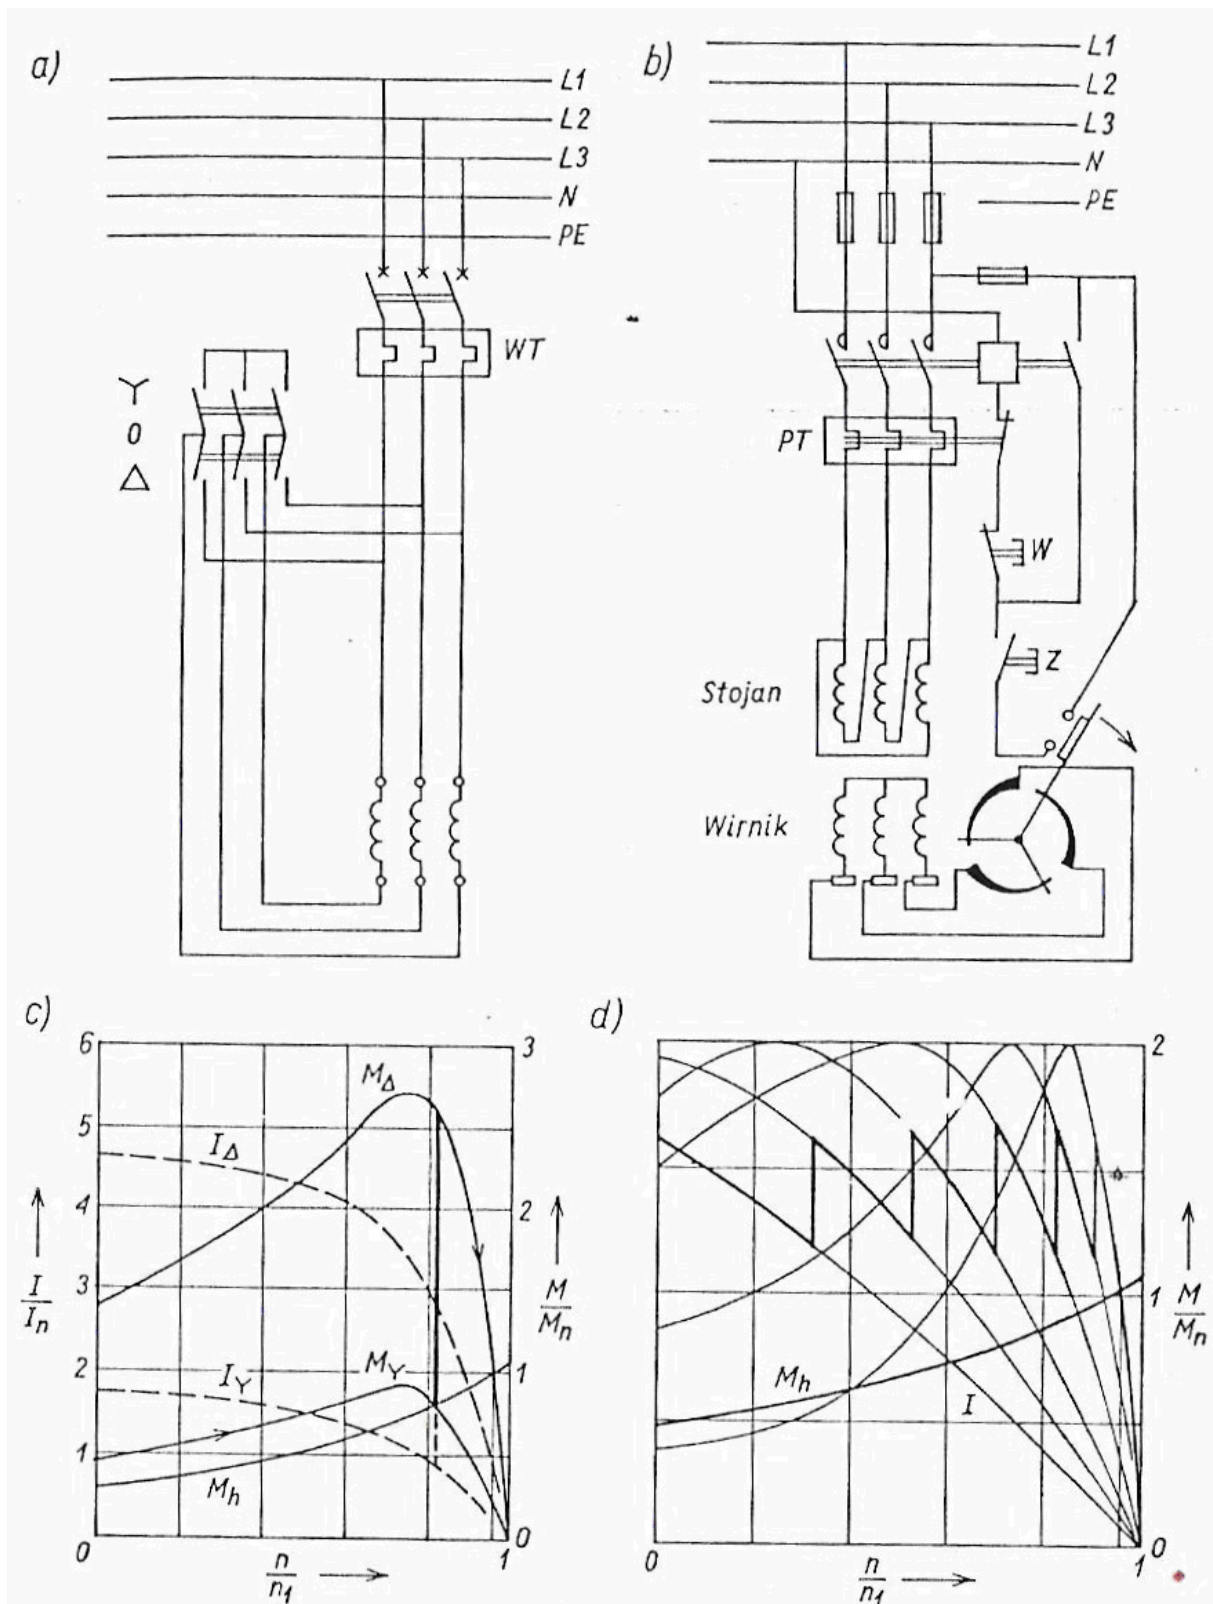 a)
L1
L2
L3
N
PE
WT
Y
0
△
b)
L1
L2
L3
N
PE
PT
W
Z
Stojan
Wirnik
c)
6
5
4
3
2
1
0
I/In
MΔ
IΔ
IY
MY
Mh
3
2
1
0
M/Mn
n/n1
1
d)
2
1
0
M/Mn
Mh
I
0
n/n1
1